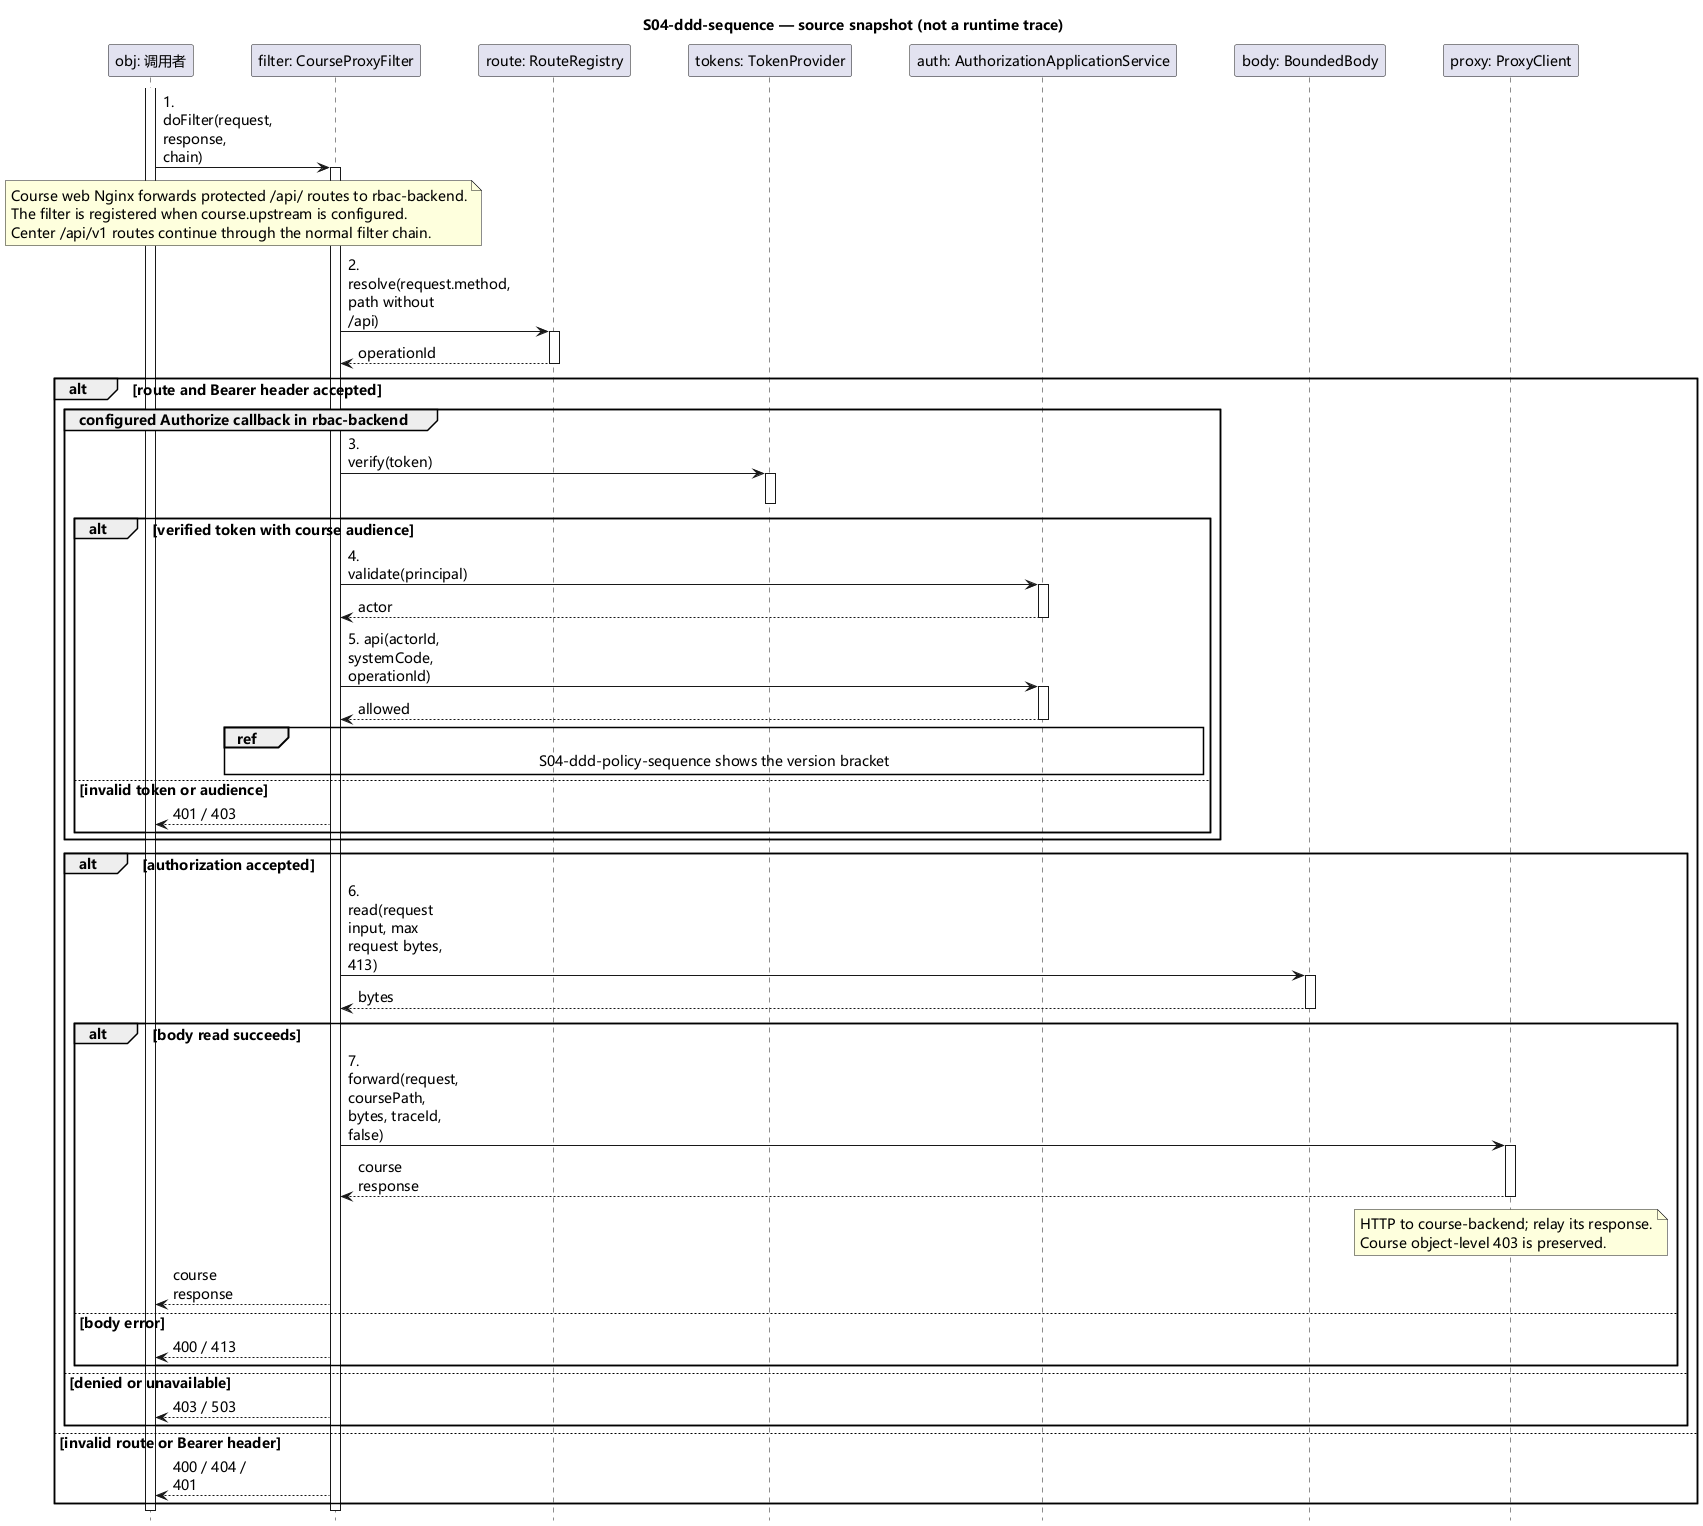 S04-ddd-sequence — source snapshot (not a runtime trace)
obj: 调用者
filter: CourseProxyFilter
route: RouteRegistry
tokens: TokenProvider
auth: AuthorizationApplicationService
body: BoundedBody
proxy: ProxyClient
1.
doFilter(request,
response,
chain)
Course web Nginx forwards protected /api/ routes to rbac-backend.
The filter is registered when course.upstream is configured.
Center /api/v1 routes continue through the normal filter chain.
2.
resolve(request.method,
path without
/api)
operationId
alt [route and Bearer header accepted]
configured Authorize callback in rbac-backend
3.
verify(token)
alt [verified token with course audience]
4.
validate(principal)
actor
5. api(actorId,
systemCode,
operationId)
allowed
ref
S04-ddd-policy-sequence shows the version bracket
[invalid token or audience]
401 / 403
alt [authorization accepted]
6.
read(request
input, max
request bytes,
413)
bytes
alt [body read succeeds]
7.
forward(request,
coursePath,
bytes, traceId,
false)
course
response
HTTP to course-backend; relay its response.
Course object-level 403 is preserved.
course
response
[body error]
400 / 413
[denied or unavailable]
403 / 503
[invalid route or Bearer header]
400 / 404 /
401